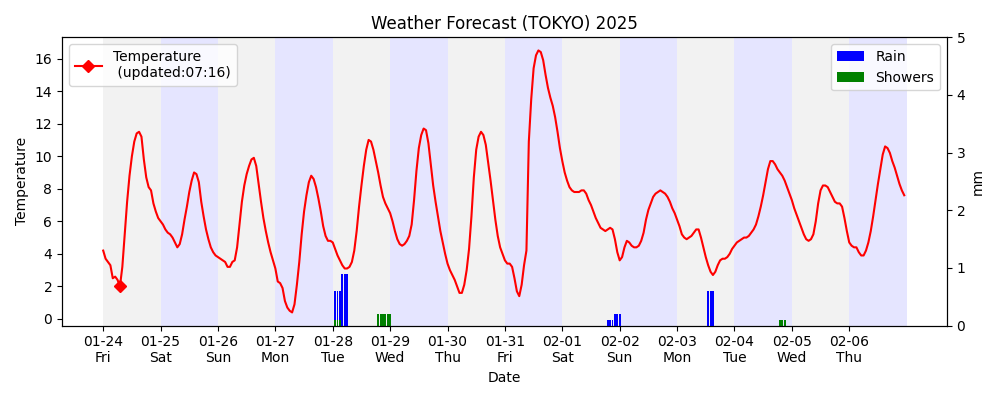 Weather Forecast (TOKYO) 2025
Temperature
(updated:07:16)
Rain
Showers
16
14
12
10
8
6
4
2
0
Temperature
5
4
3
2
1
0
mm
01-24 01-25 01-26 01-27 01-28 01-29 01-30 01-31 02-01 02-02 02-03 02-04 02-05 02-06
Fri Sat Sun Mon Tue Wed Thu Fri Sat Sun Mon Tue Wed Thu
Date